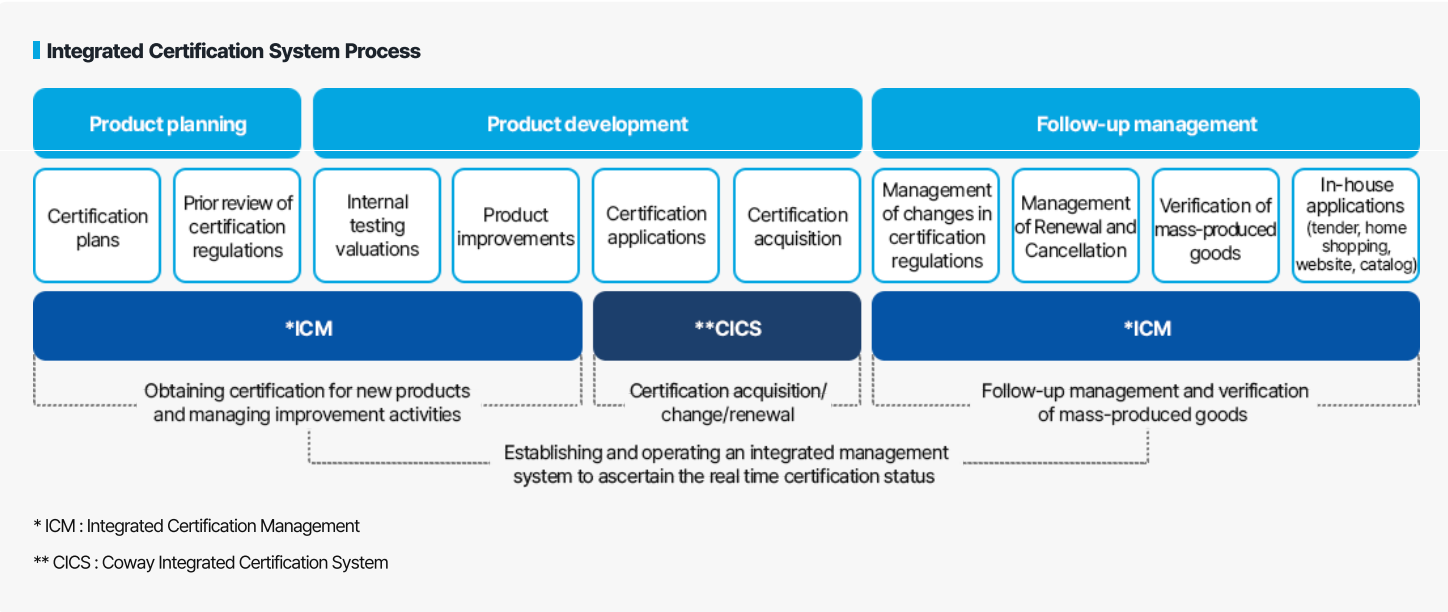 Integrated Certification System Process
Product planning
Product development
Follow-up management
Certification
plans
Prior review of
certification
regulations
Internal
testing
valuations
Product
improvements
Certification
applications
Certification
acquisition
Management
of changes in
certification
regulations
Management
of Renewal and
Cancellation
Verification of
mass-produced
goods
In-house
applications
(tender, home
shopping,
website, catalog)
*ICM
**CICS
*ICM
Obtaining certification for new products
and managing improvement activities
Certification acquisition/
change/renewal
Follow-up management and verification
of mass-produced goods
Establishing and operating an integrated management
system to ascertain the real time certification status
* ICM : Integrated Certification Management
** CICS : Coway Integrated Certification System